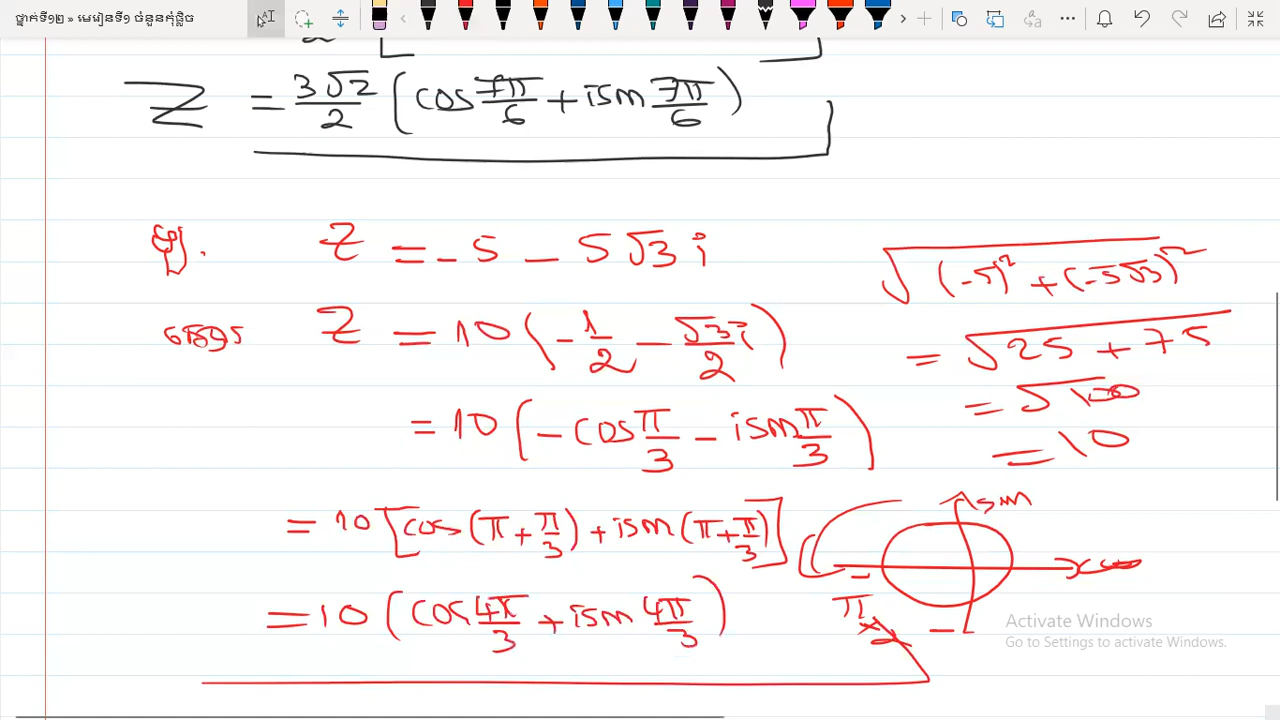 ថ្នាក់ទី១២ » មេរៀនទី១ ចំនួនកុំផ្លិច
Z = 3√2/2 (cos 7π/6 + i sin 7π/6)
ឃ. Z = -5 - 5√3 i
√((-5)² + (-5√3)²)
Z = 10 (-1/2 - √3i/2)
= √25 + 75
= √100
= 10 (-cos π/3 - i sin π/3)
= 10
sin
= 10 [cos(π + π/3) + i sin(π + π/3)]
π
= 10 (cos 4π/3 + i sin 4π/3)
Activate Windows
Go to Settings to activate Windows.